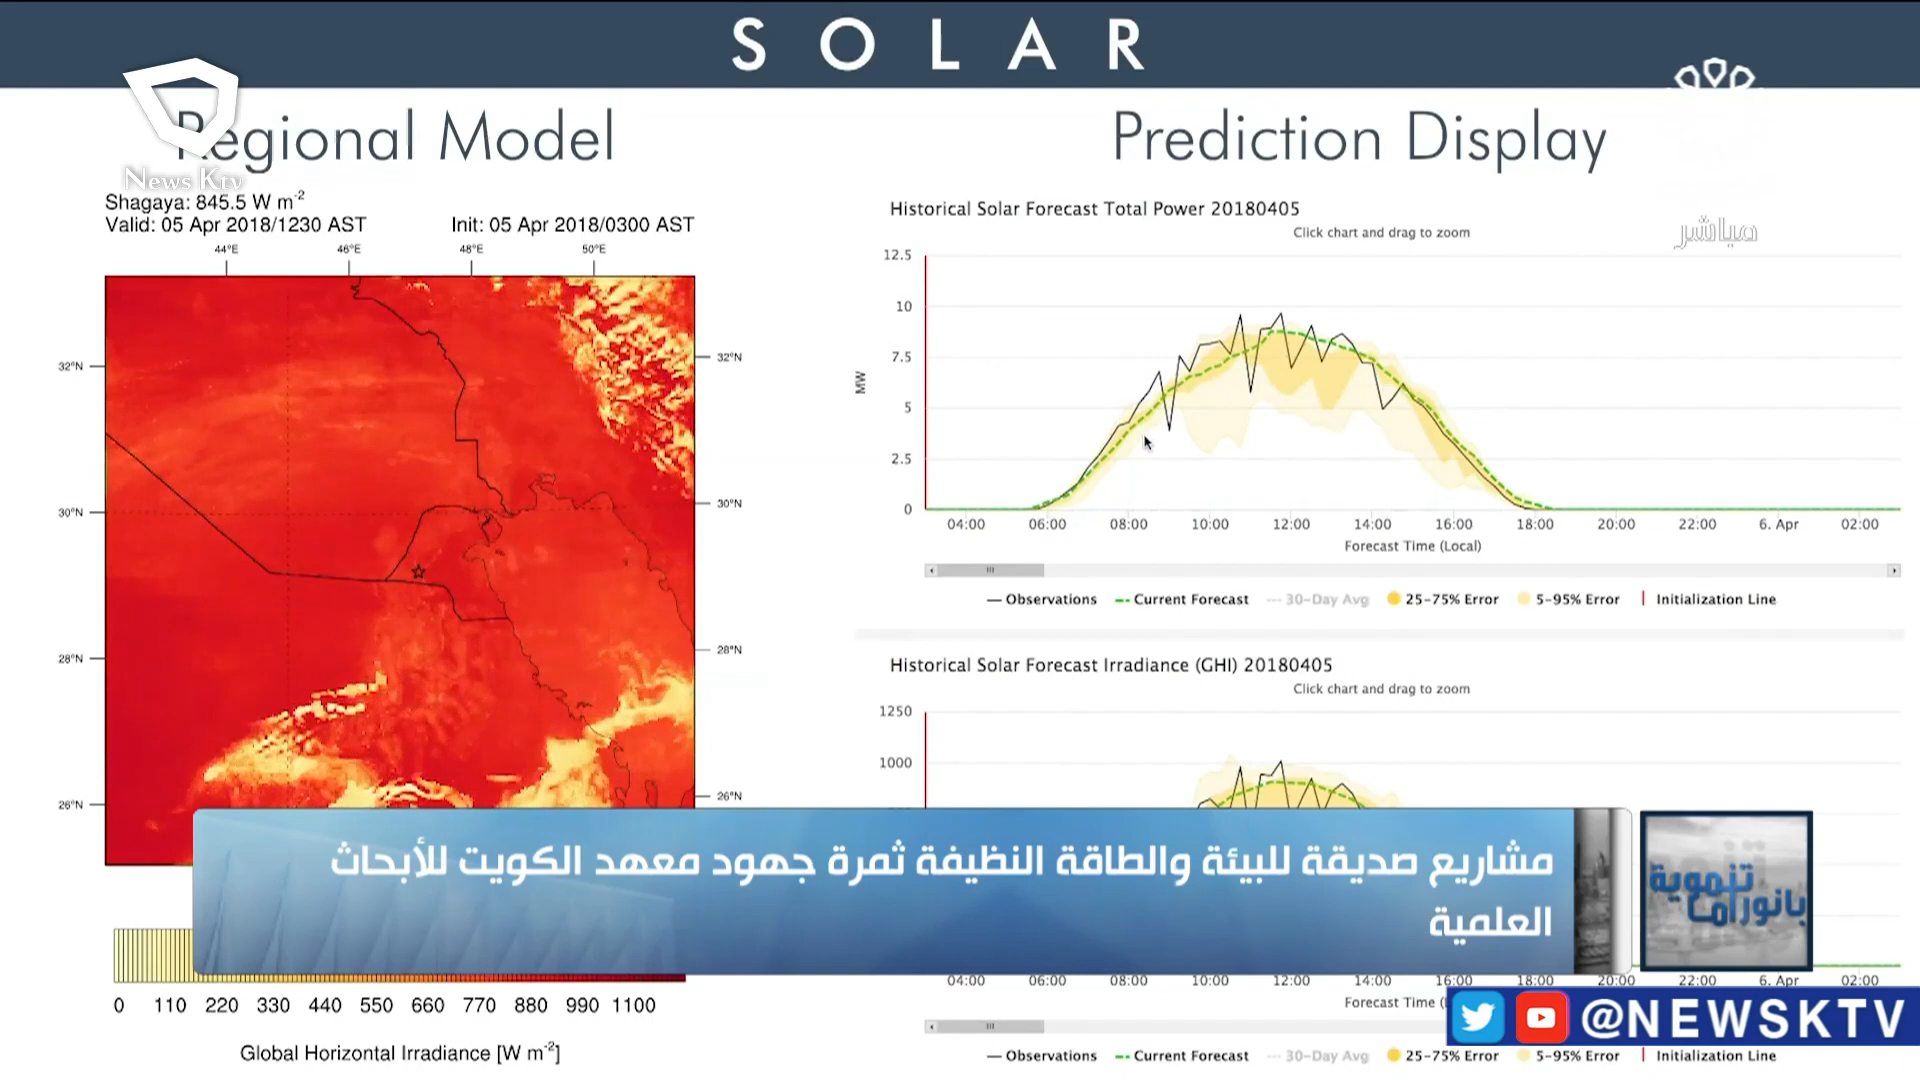 SOLAR
Regional Model
News Ktv
Shagaya: 845.5 W m-2
Valid: 05 Apr 2018/1230 AST
Init: 05 Apr 2018/0300 AST
44°E 46°E 48°E 50°E
32°N 32°N
30°N 30°N
28°N 28°N
26°N 26°N
0 110 220 330 440 550 660 770 880 990 1100
Global Horizontal Irradiance [W m-2]
Prediction Display
مباشر
Historical Solar Forecast Total Power 20180405
Click chart and drag to zoom
12.5
10
7.5
5
2.5
0
MW
04:00 06:00 08:00 10:00 12:00 14:00 16:00 18:00 20:00 22:00 6. Apr 02:00
Forecast Time (Local)
Observations Current Forecast 30-Day Avg 25-75% Error 5-95% Error Initialization Line
Historical Solar Forecast Irradiance (GHI) 20180405
Click chart and drag to zoom
1250
1000
04:00 06:00 08:00 10:00 12:00 14:00 16:00 18:00 20:00 22:00 6. Apr 02:00
Forecast Time (
Observations Current Forecast 30-Day Avg 25-75% Error 5-95% Error Initialization Line
مشاريع صديقة للبيئة والطاقة النظيفة ثمرة جهود معهد الكويت للأبحاث
العلمية
بانوراما تنموية
@NEWSKTV